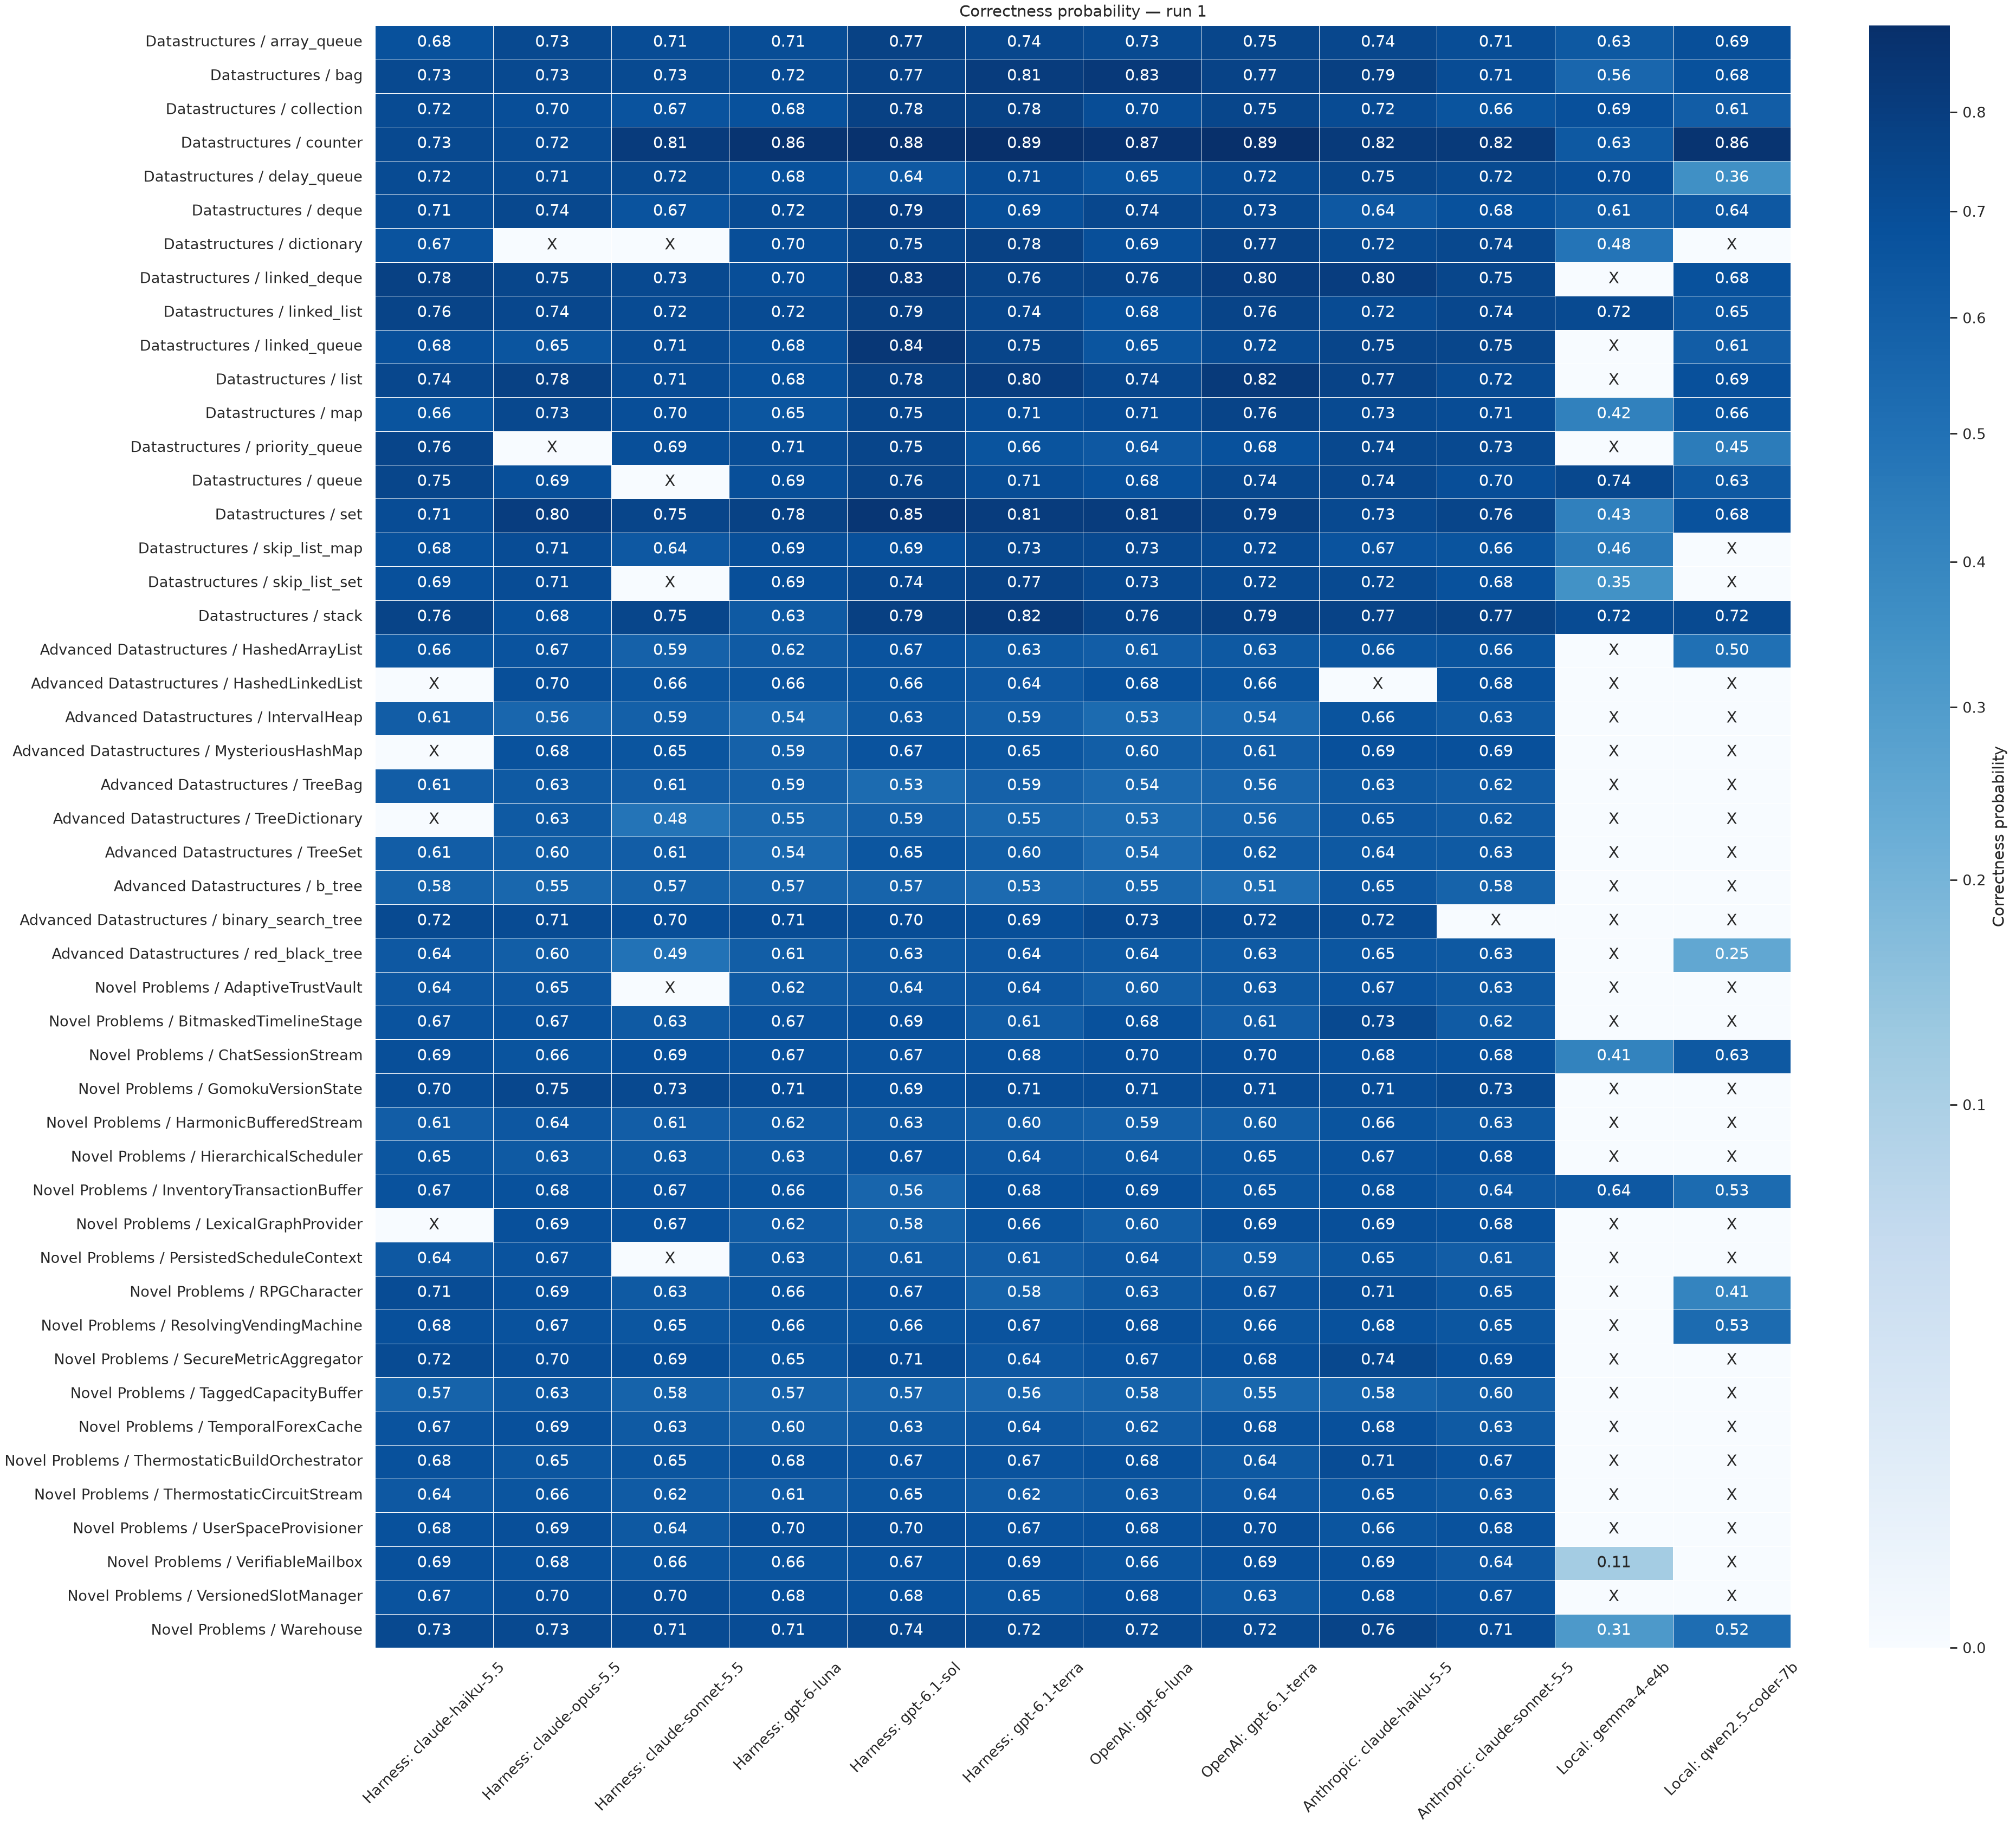 Correctness probability — run 1
Datastructures / array_queue 0.68 0.73 0.71 0.71 0.77 0.74 0.73 0.75 0.74 0.71 0.63 0.69
Datastructures / bag 0.73 0.73 0.73 0.72 0.77 0.81 0.83 0.77 0.79 0.71 0.56 0.68
Datastructures / collection 0.72 0.70 0.67 0.68 0.78 0.78 0.70 0.75 0.72 0.66 0.69 0.61
Datastructures / counter 0.73 0.72 0.81 0.86 0.88 0.89 0.87 0.89 0.82 0.82 0.63 0.86
Datastructures / delay_queue 0.72 0.71 0.72 0.68 0.64 0.71 0.65 0.72 0.75 0.72 0.70 0.36
Datastructures / deque 0.71 0.74 0.67 0.72 0.79 0.69 0.74 0.73 0.64 0.68 0.61 0.64
Datastructures / dictionary 0.67 X X 0.70 0.75 0.78 0.69 0.77 0.72 0.74 0.48 X
Datastructures / linked_deque 0.78 0.75 0.73 0.70 0.83 0.76 0.76 0.80 0.80 0.75 X 0.68
Datastructures / linked_list 0.76 0.74 0.72 0.72 0.79 0.74 0.68 0.76 0.72 0.74 0.72 0.65
Datastructures / linked_queue 0.68 0.65 0.71 0.68 0.84 0.75 0.65 0.72 0.75 0.75 X 0.61
Datastructures / list 0.74 0.78 0.71 0.68 0.78 0.80 0.74 0.82 0.77 0.72 X 0.69
Datastructures / map 0.66 0.73 0.70 0.65 0.75 0.71 0.71 0.76 0.73 0.71 0.42 0.66
Datastructures / priority_queue 0.76 X 0.69 0.71 0.75 0.66 0.64 0.68 0.74 0.73 X 0.45
Datastructures / queue 0.75 0.69 X 0.69 0.76 0.71 0.68 0.74 0.74 0.70 0.74 0.63
Datastructures / set 0.71 0.80 0.75 0.78 0.85 0.81 0.81 0.79 0.73 0.76 0.43 0.68
Datastructures / skip_list_map 0.68 0.71 0.64 0.69 0.69 0.73 0.73 0.72 0.67 0.66 0.46 X
Datastructures / skip_list_set 0.69 0.71 X 0.69 0.74 0.77 0.73 0.72 0.72 0.68 0.35 X
Datastructures / stack 0.76 0.68 0.75 0.63 0.79 0.82 0.76 0.79 0.77 0.77 0.72 0.72
Advanced Datastructures / HashedArrayList 0.66 0.67 0.59 0.62 0.67 0.63 0.61 0.63 0.66 0.66 X 0.50
Advanced Datastructures / HashedLinkedList X 0.70 0.66 0.66 0.66 0.64 0.68 0.66 X 0.68 X X
Advanced Datastructures / IntervalHeap 0.61 0.56 0.59 0.54 0.63 0.59 0.53 0.54 0.66 0.63 X X
Advanced Datastructures / MysteriousHashMap X 0.68 0.65 0.59 0.67 0.65 0.60 0.61 0.69 0.69 X X
Advanced Datastructures / TreeBag 0.61 0.63 0.61 0.59 0.53 0.59 0.54 0.56 0.63 0.62 X X
Advanced Datastructures / TreeDictionary X 0.63 0.48 0.55 0.59 0.55 0.53 0.56 0.65 0.62 X X
Advanced Datastructures / TreeSet 0.61 0.60 0.61 0.54 0.65 0.60 0.54 0.62 0.64 0.63 X X
Advanced Datastructures / b_tree 0.58 0.55 0.57 0.57 0.57 0.53 0.55 0.51 0.65 0.58 X X
Advanced Datastructures / binary_search_tree 0.72 0.71 0.70 0.71 0.70 0.69 0.73 0.72 0.72 X X X
Advanced Datastructures / red_black_tree 0.64 0.60 0.49 0.61 0.63 0.64 0.64 0.63 0.65 0.63 X 0.25
Novel Problems / AdaptiveTrustVault 0.64 0.65 X 0.62 0.64 0.64 0.60 0.63 0.67 0.63 X X
Novel Problems / BitmaskedTimelineStage 0.67 0.67 0.63 0.67 0.69 0.61 0.68 0.61 0.73 0.62 X X
Novel Problems / ChatSessionStream 0.69 0.66 0.69 0.67 0.67 0.68 0.70 0.70 0.68 0.68 0.41 0.63
Novel Problems / GomokuVersionState 0.70 0.75 0.73 0.71 0.69 0.71 0.71 0.71 0.71 0.73 X X
Novel Problems / HarmonicBufferedStream 0.61 0.64 0.61 0.62 0.63 0.60 0.59 0.60 0.66 0.63 X X
Novel Problems / HierarchicalScheduler 0.65 0.63 0.63 0.63 0.67 0.64 0.64 0.65 0.67 0.68 X X
Novel Problems / InventoryTransactionBuffer 0.67 0.68 0.67 0.66 0.56 0.68 0.69 0.65 0.68 0.64 0.64 0.53
Novel Problems / LexicalGraphProvider X 0.69 0.67 0.62 0.58 0.66 0.60 0.69 0.69 0.68 X X
Novel Problems / PersistedScheduleContext 0.64 0.67 X 0.63 0.61 0.61 0.64 0.59 0.65 0.61 X X
Novel Problems / RPGCharacter 0.71 0.69 0.63 0.66 0.67 0.58 0.63 0.67 0.71 0.65 X 0.41
Novel Problems / ResolvingVendingMachine 0.68 0.67 0.65 0.66 0.66 0.67 0.68 0.66 0.68 0.65 X 0.53
Novel Problems / SecureMetricAggregator 0.72 0.70 0.69 0.65 0.71 0.64 0.67 0.68 0.74 0.69 X X
Novel Problems / TaggedCapacityBuffer 0.57 0.63 0.58 0.57 0.57 0.56 0.58 0.55 0.58 0.60 X X
Novel Problems / TemporalForexCache 0.67 0.69 0.63 0.60 0.63 0.64 0.62 0.68 0.68 0.63 X X
Novel Problems / ThermostaticBuildOrchestrator 0.68 0.65 0.65 0.68 0.67 0.67 0.68 0.64 0.71 0.67 X X
Novel Problems / ThermostaticCircuitStream 0.64 0.66 0.62 0.61 0.65 0.62 0.63 0.64 0.65 0.63 X X
Novel Problems / UserSpaceProvisioner 0.68 0.69 0.64 0.70 0.70 0.67 0.68 0.70 0.66 0.68 X X
Novel Problems / VerifiableMailbox 0.69 0.68 0.66 0.66 0.67 0.69 0.66 0.69 0.69 0.64 0.11 X
Novel Problems / VersionedSlotManager 0.67 0.70 0.70 0.68 0.68 0.65 0.68 0.63 0.68 0.67 X X
Novel Problems / Warehouse 0.73 0.73 0.71 0.71 0.74 0.72 0.72 0.72 0.76 0.71 0.31 0.52
Harness: claude-haiku-5.5
Harness: claude-opus-5.5
Harness: claude-sonnet-5.5
Harness: gpt-6-luna
Harness: gpt-6.1-sol
Harness: gpt-6.1-terra
OpenAI: gpt-6-luna
OpenAI: gpt-6.1-terra
Anthropic: claude-haiku-5-5
Anthropic: claude-sonnet-5-5
Local: gemma-4-e4b
Local: qwen2.5-coder-7b
0.8
0.7
0.6
0.5
0.4
0.3
0.2
0.1
0.0
Correctness probability